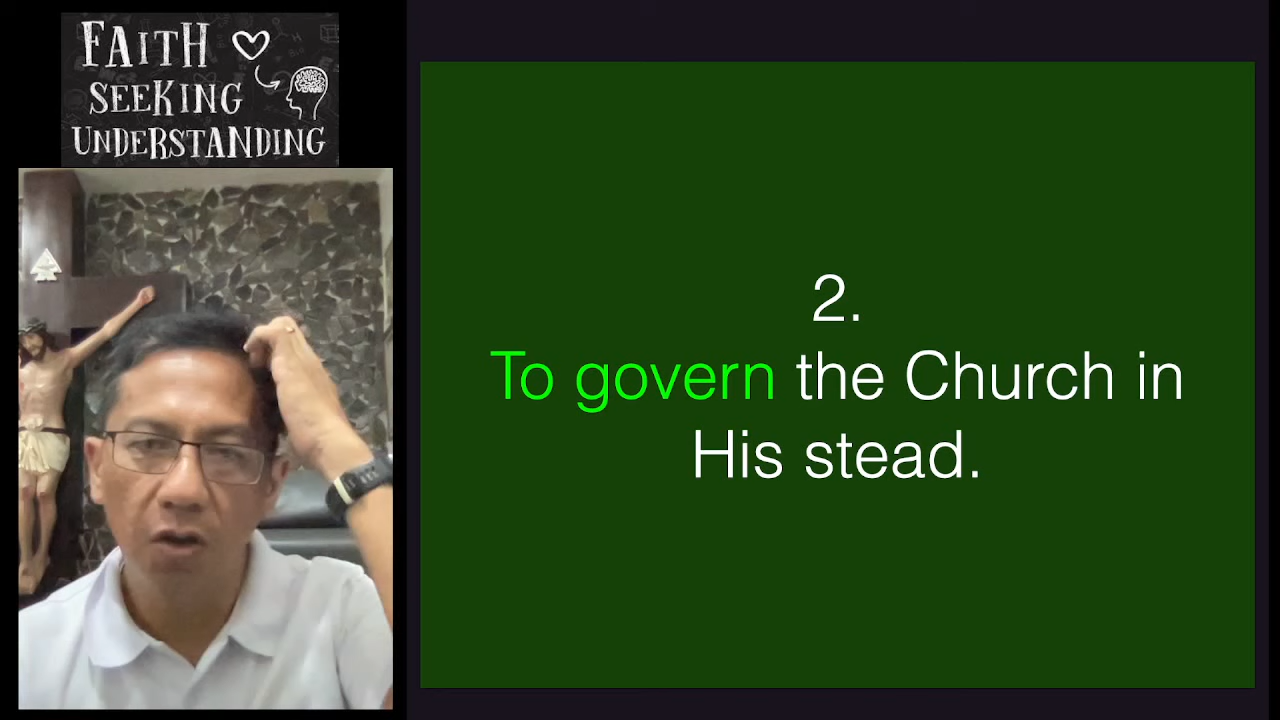 FAITH
SEEKING
UNDERSTANDING
2.
To govern the Church in
His stead.